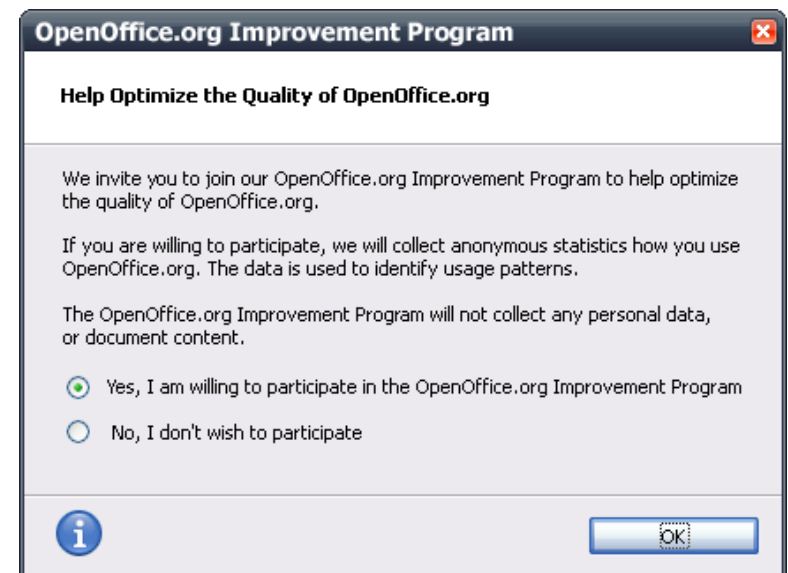 OpenOffice.org Improvement Program
Help Optimize the Quality of OpenOffice.org
We invite you to join our OpenOffice.org Improvement Program to help optimize
the quality of OpenOffice.org.
If you are willing to participate, we will collect anonymous statistics how you use
OpenOffice.org. The data is used to identify usage patterns.
The OpenOffice.org Improvement Program will not collect any personal data,
or document content.
Yes, I am willing to participate in the OpenOffice.org Improvement Program
No, I don't wish to participate
OK